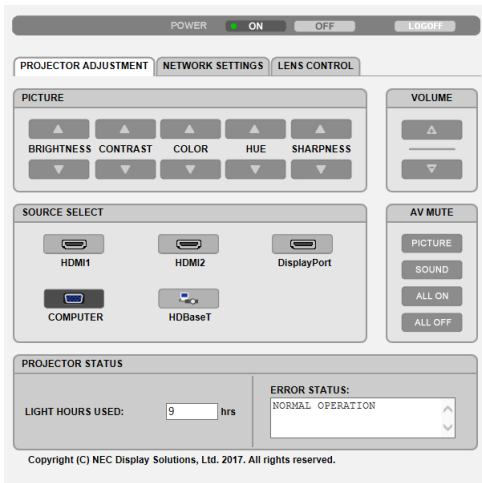 POWER ON OFF LOGOFF
PROJECTOR ADJUSTMENT NETWORK SETTINGS LENS CONTROL
PICTURE
BRIGHTNESS CONTRAST COLOR HUE SHARPNESS
VOLUME
SOURCE SELECT
HDMI1 HDMI2 DisplayPort
COMPUTER HDBaseT
AV MUTE
PICTURE
SOUND
ALL ON
ALL OFF
PROJECTOR STATUS
LIGHT HOURS USED: 9 hrs
ERROR STATUS:
NORMAL OPERATION
Copyright (C) NEC Display Solutions, Ltd. 2017. All rights reserved.